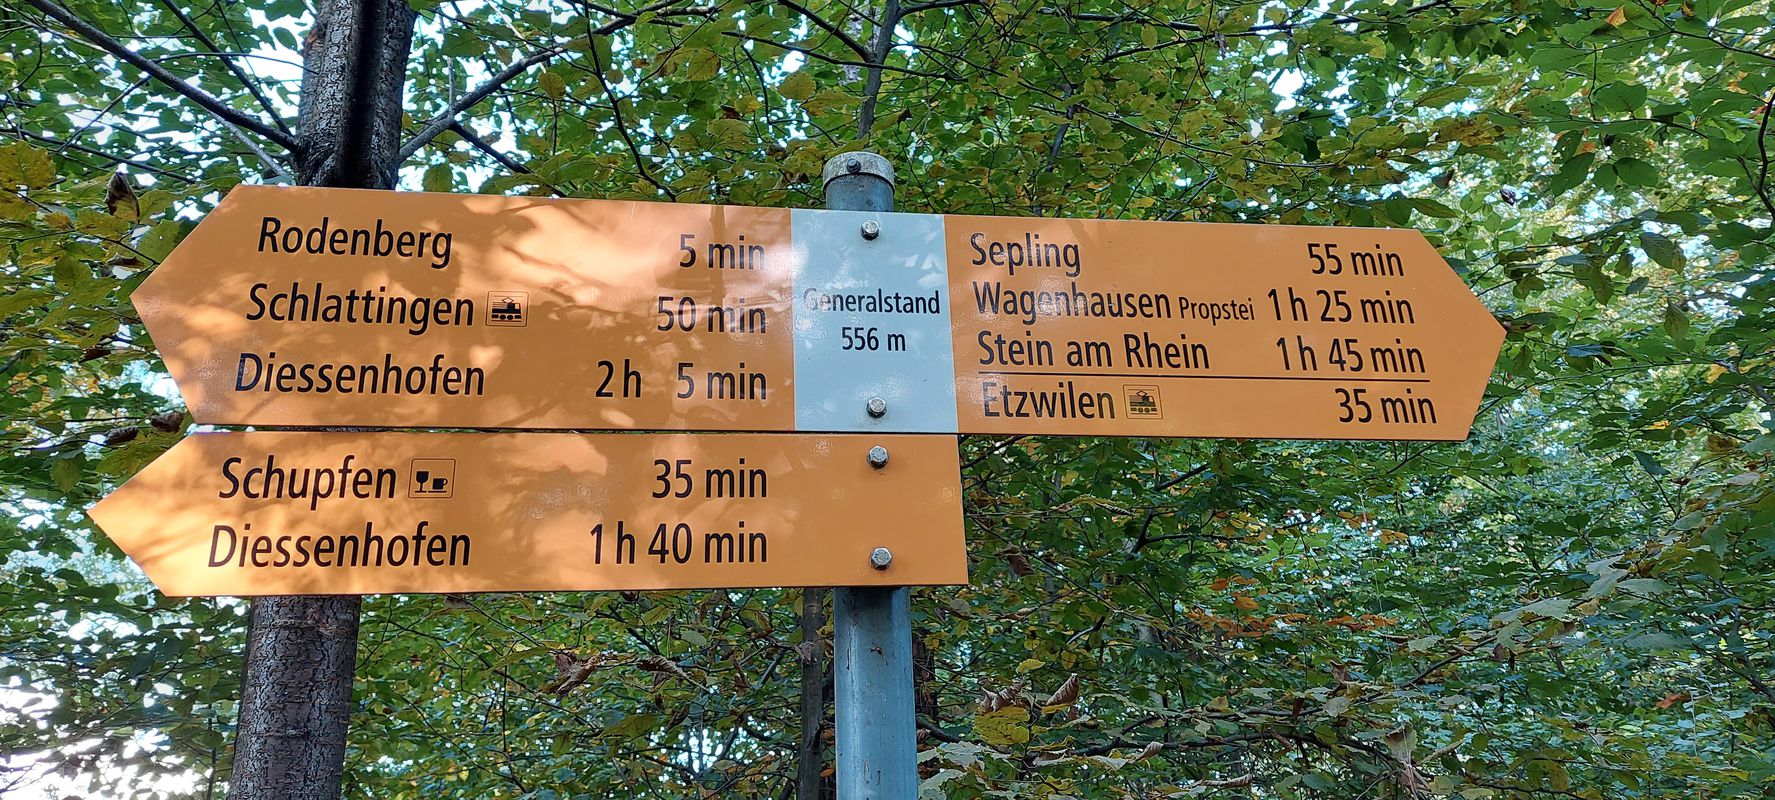 Rodenberg 5 min
Schlattingen 50 min
Diessenhofen 2 h 5 min
Generalstand
556 m
Sepling 55 min
Wagenhausen Propstei 1 h 25 min
Stein am Rhein 1 h 45 min
Etzwilen 35 min
Schupfen 35 min
Diessenhofen 1 h 40 min